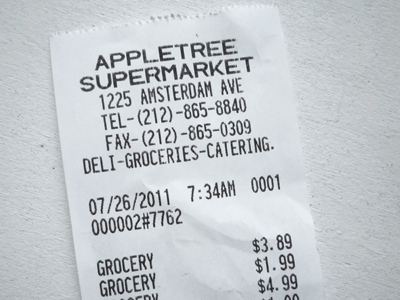 APPLETREE
SUPERMARKET
1225 AMSTERDAM AVE
TEL-(212)-865-8840
FAX-(212)-865-0309
DELI-GROCERIES-CATERING.
07/26/2011 7:34AM 0001
000002#7762
$3.89
GROCERY $1.99
GROCERY $4.99